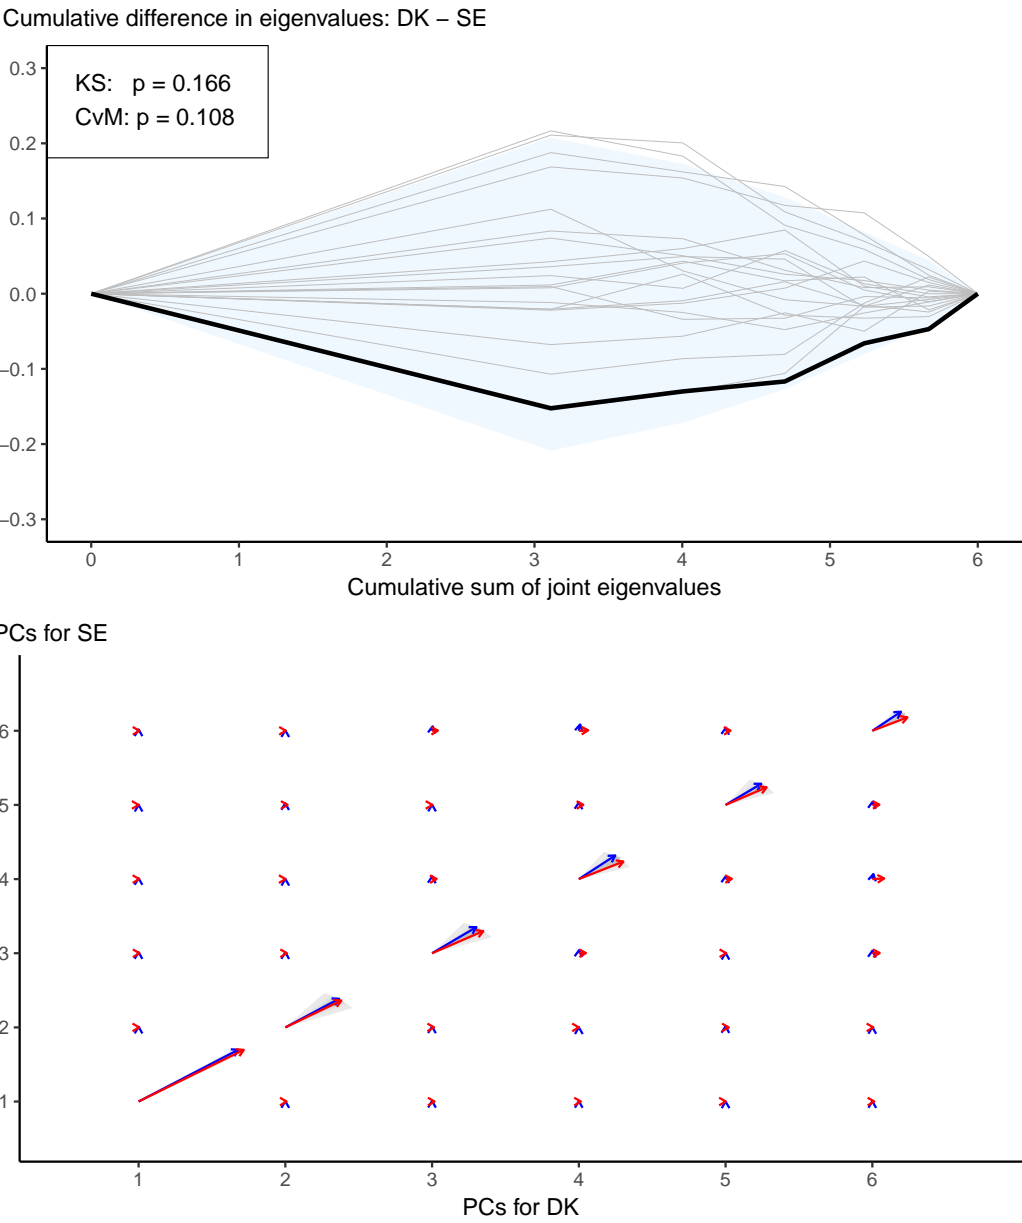 Cumulative difference in eigenvalues: DK − SE
KS: p = 0.166
CvM: p = 0.108
0.3
0.2
0.1
0.0
−0.1
−0.2
−0.3
0 1 2 3 4 5 6
Cumulative sum of joint eigenvalues
PCs for SE
6
5
4
3
2
1
1 2 3 4 5 6
PCs for DK